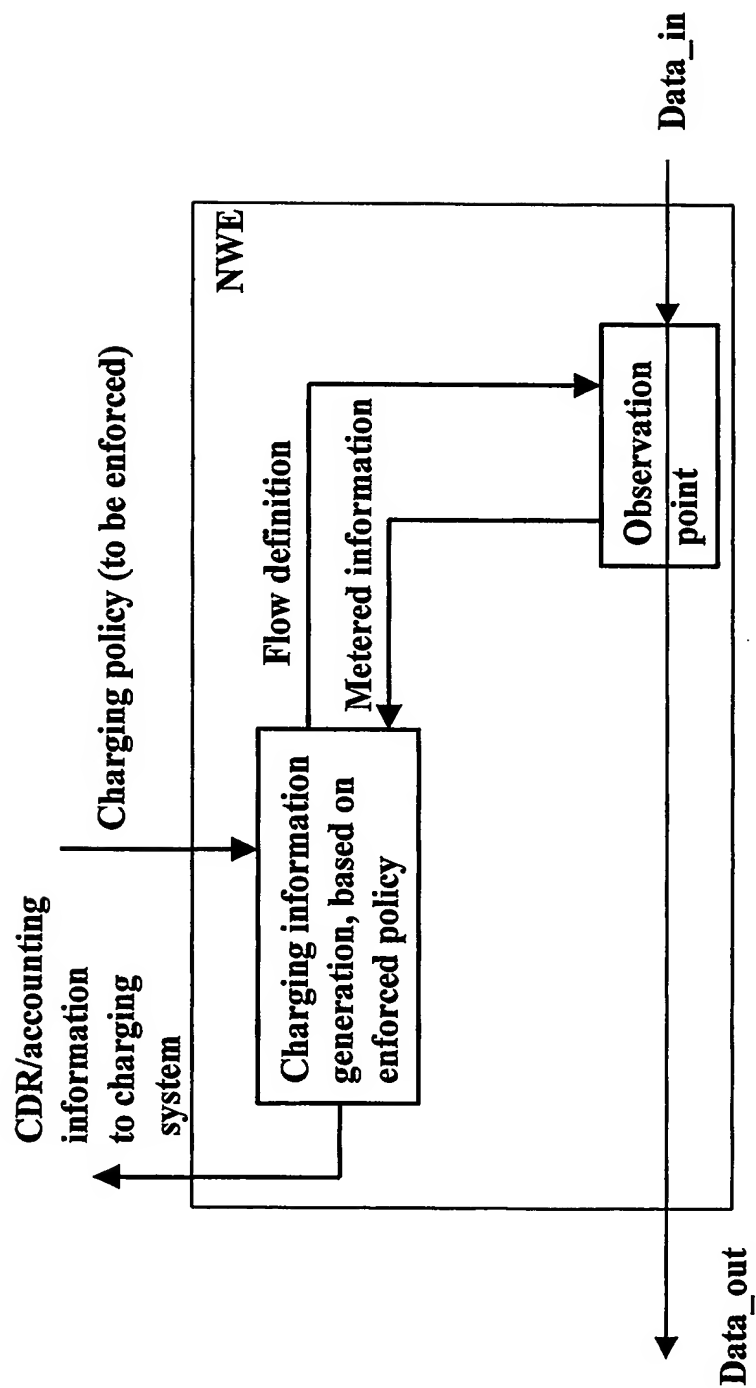 CDR/accounting
information
to charging
system
Charging policy (to be enforced)
NWE
Charging information
generation, based on
enforced policy
Flow definition
Metered information
Observation
point
Data_in
Data_out